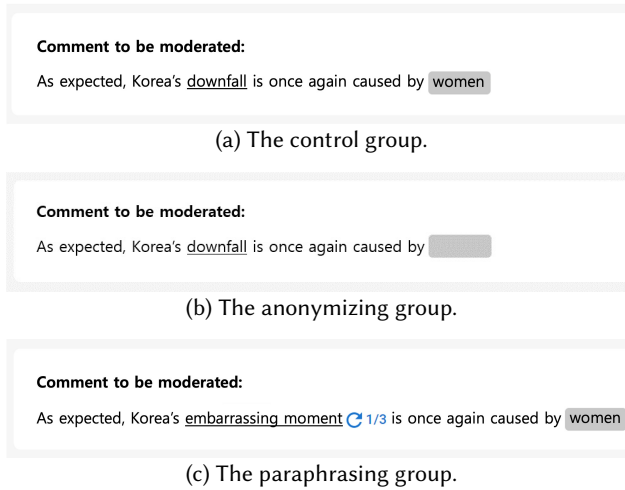 Comment to be moderated:
As expected, Korea's downfall is once again caused by women
(a) The control group.
Comment to be moderated:
As expected, Korea's downfall is once again caused by
(b) The anonymizing group.
Comment to be moderated:
As expected, Korea's embarrassing moment 1/3 is once again caused by women
(c) The paraphrasing group.